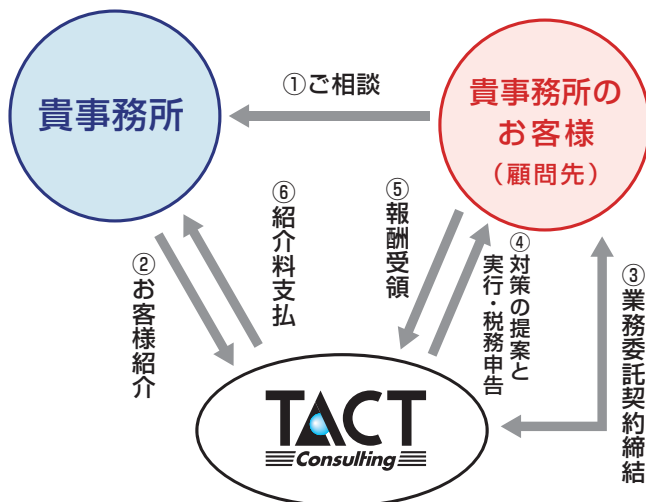 貴事務所
①ご相談
貴事務所の
お客様
(顧問先)
②お客様紹介
⑥紹介料支払
⑤報酬受領
④対策の提案と
実行・税務申告
③業務委託契約締結
TACT
Consulting